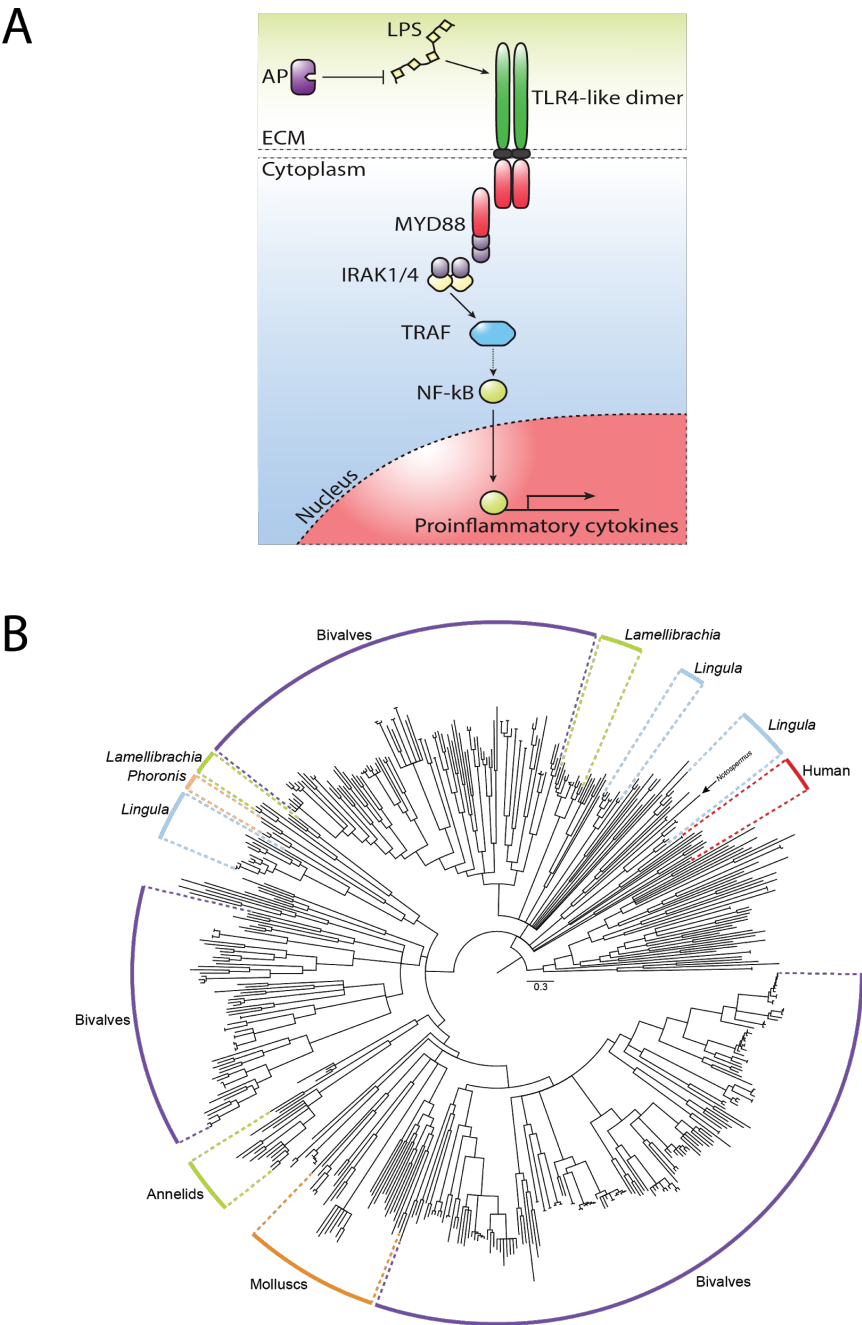 A
LPS
AP
TLR4-like dimer
ECM
Cytoplasm
MYD88
IRAK1/4
TRAF
NF-kB
Nucleus
Proinflammatory cytokines
B
Bivalves
Lamellibrachia
Lingula
Lingula
Notospermus
Human
Lamellibrachia
Phoronis
Lingula
0.3
Bivalves
Annelids
Molluscs
Bivalves